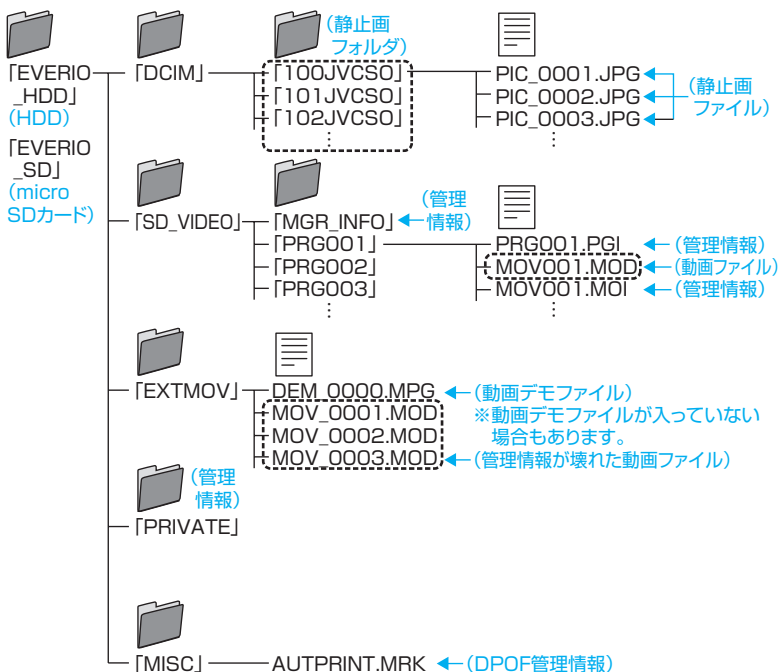 「EVERIO
_HDD」
(HDD)
「EVERIO
_SD」
(micro
SDカード)
「DCIM」
(静止画
フォルダ)
「100JVCSO」
「101JVCSO」
「102JVCSO」
⋮
PIC_0001.JPG
PIC_0002.JPG
PIC_0003.JPG
⋮
(静止画
ファイル)
「SD_VIDEO」
「MGR_INFO」
(管理
情報)
「PRG001」
「PRG002」
「PRG003」
⋮
PRG001.PGI
(管理情報)
MOV001.MOD
(動画ファイル)
MOV001.MOI
(管理情報)
⋮
「EXTMOV」
DEM_0000.MPG
(動画デモファイル)
※動画デモファイルが入っていない
場合もあります。
MOV_0001.MOD
MOV_0002.MOD
MOV_0003.MOD
(管理情報が壊れた動画ファイル)
(管理
情報)
「PRIVATE」
「MISC」
AUTPRINT.MRK
(DPOF管理情報)